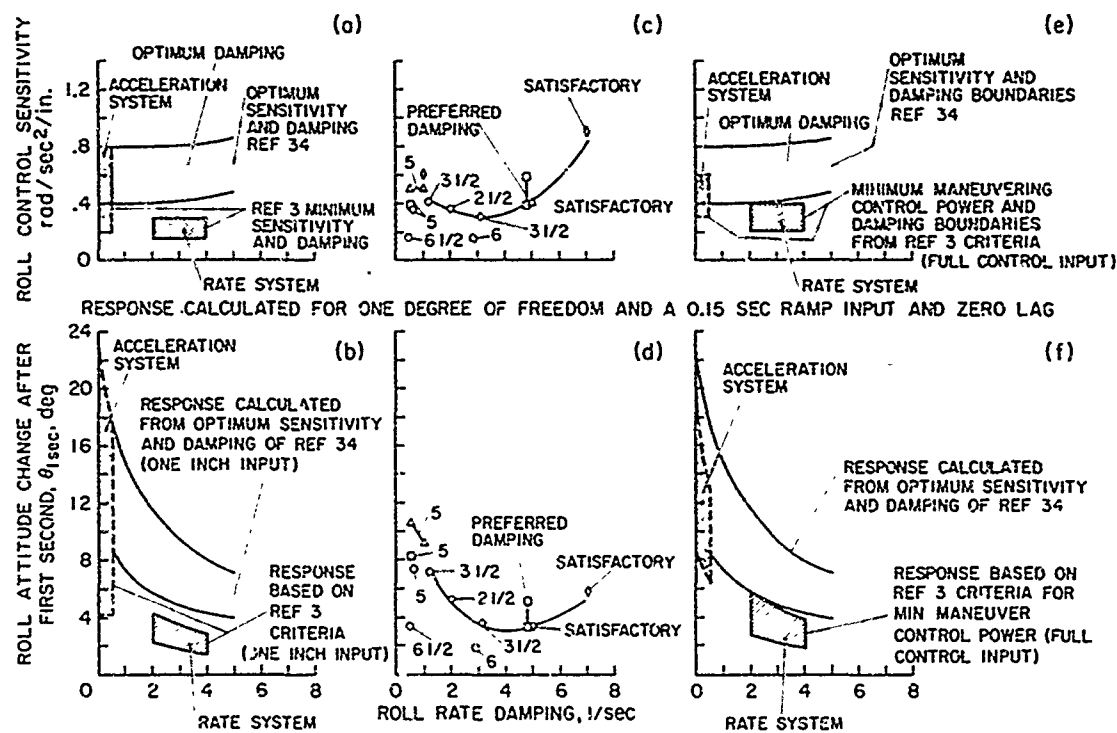 ROLL CONTROL SENSITIVITY
rad/sec²/in.
(a)
OPTIMUM DAMPING
ACCELERATION
SYSTEM
OPTIMUM
SENSITIVITY
AND DAMPING
REF 34
REF 3 MINIMUM
SENSITIVITY
AND DAMPING
RATE SYSTEM
1.2
.8
.4
0
(c)
SATISFACTORY
PREFERRED
DAMPING
5
3 1/2
2 1/2
SATISFACTORY
5
3 1/2
6 1/2
6
(e)
ACCELERATION
SYSTEM
OPTIMUM
SENSITIVITY AND
DAMPING BOUNDARIES
REF 34
OPTIMUM DAMPING
MINIMUM MANEUVERING
CONTROL POWER AND
DAMPING BOUNDARIES
FROM REF 3 CRITERIA
(FULL CONTROL INPUT)
RATE SYSTEM
RESPONSE CALCULATED FOR ONE DEGREE OF FREEDOM AND A 0.15 SEC RAMP INPUT AND ZERO LAG
ROLL ATTITUDE CHANGE AFTER
FIRST SECOND, θ1sec, deg
24
20
16
12
8
4
0 2 4 6 8
(b)
ACCELERATION
SYSTEM
RESPONSE CALCULATED
FROM OPTIMUM SENSITIVITY
AND DAMPING OF REF 34
(ONE INCH INPUT)
RESPONSE
BASED ON
REF 3
CRITERIA
(ONE INCH INPUT)
RATE SYSTEM
(d)
5
5
PREFERRED
DAMPING
3 1/2
SATISFACTORY
5
2 1/2
SATISFACTORY
6 1/2
3 1/2
6
0 2 4 6 8
ROLL RATE DAMPING, 1/sec
(f)
ACCELERATION
SYSTEM
RESPONSE CALCULATED
FROM OPTIMUM SENSITIVITY
AND DAMPING OF REF 34
RESPONSE BASED ON
REF 3 CRITERIA FOR
MIN MANEUVER
CONTROL POWER (FULL
CONTROL INPUT)
0 2 4 6 8
RATE SYSTEM